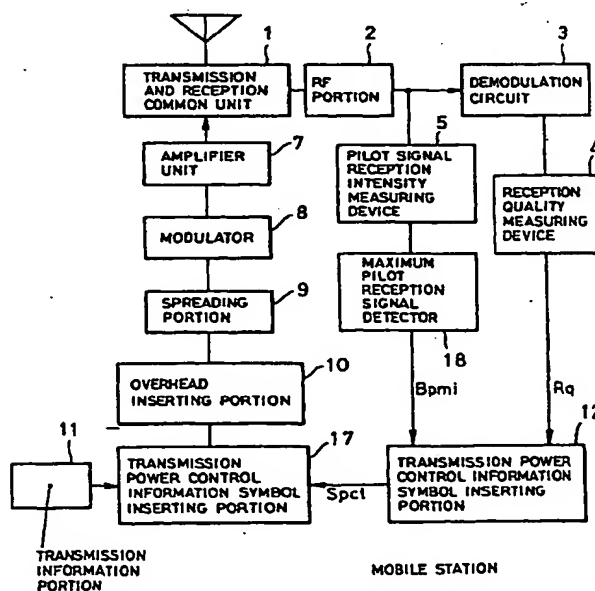 1
2
3
TRANSMISSION
AND RECEPTION
COMMON UNIT
RF
PORTION
DEMODULATION
CIRCUIT
7
AMPLIFIER
UNIT
5
PILOT SIGNAL
RECEPTION
INTENSITY
MEASURING
DEVICE
4
RECEPTION
QUALITY
MEASURING
DEVICE
8
MODULATOR
9
SPREADING
PORTION
MAXIMUM
PILOT
RECEPTION
SIGNAL
DETECTOR
18
10
OVERHEAD
INSERTING PORTION
Bpmi
Rq
11
17
12
TRANSMISSION
POWER CONTROL
INFORMATION SYMBOL
INSERTING PORTION
Spct
TRANSMISSION POWER
CONTROL INFORMATION
SYMBOL INSERTING
PORTION
TRANSMISSION
INFORMATION
PORTION
MOBILE STATION